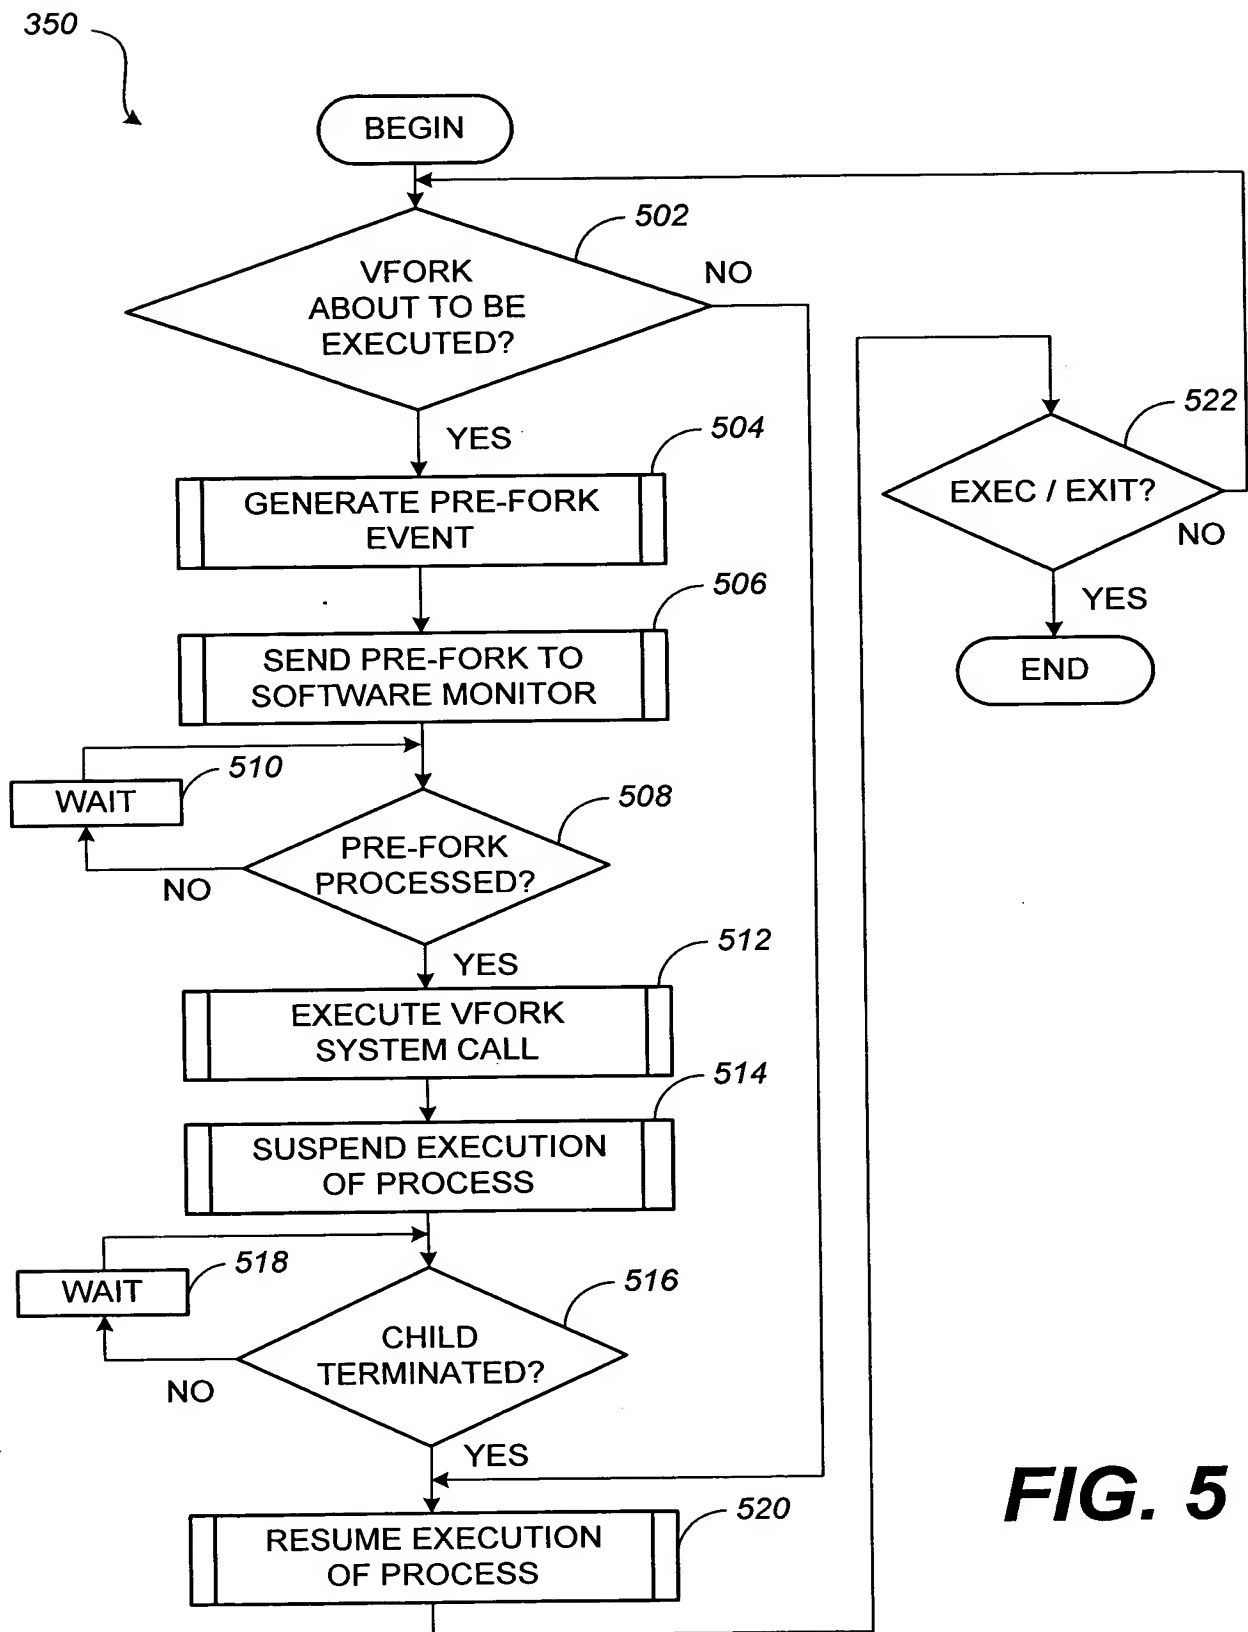 350
BEGIN
502
VFORK
ABOUT TO BE
EXECUTED?
NO
YES
504
GENERATE PRE-FORK
EVENT
506
SEND PRE-FORK TO
SOFTWARE MONITOR
510
WAIT
508
PRE-FORK
PROCESSED?
NO
YES
512
EXECUTE VFORK
SYSTEM CALL
514
SUSPEND EXECUTION
OF PROCESS
518
WAIT
516
CHILD
TERMINATED?
NO
YES
520
RESUME EXECUTION
OF PROCESS
522
EXEC / EXIT?
NO
YES
END
FIG. 5